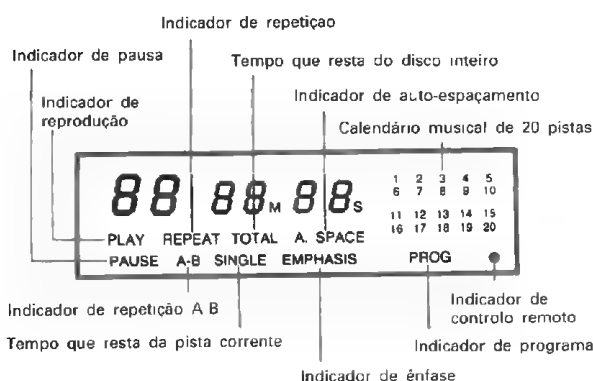 Indicador de repetiçao
Indicador de pausa
Tempo que resta do disco inteiro
Indicador de reprodução
Indicador de auto-espaçamento
Calendário musical de 20 pistas
88 88M 88S
1 2 3 4 5
6 7 8 9 10
11 12 13 14 15
16 17 18 19 20
PLAY REPEAT TOTAL A. SPACE
PAUSE A-B SINGLE EMPHASIS PROG
Indicador de repetição A B
Indicador de controlo remoto
Tempo que resta da pista corrente
Indicador de programa
Indicador de ênfase